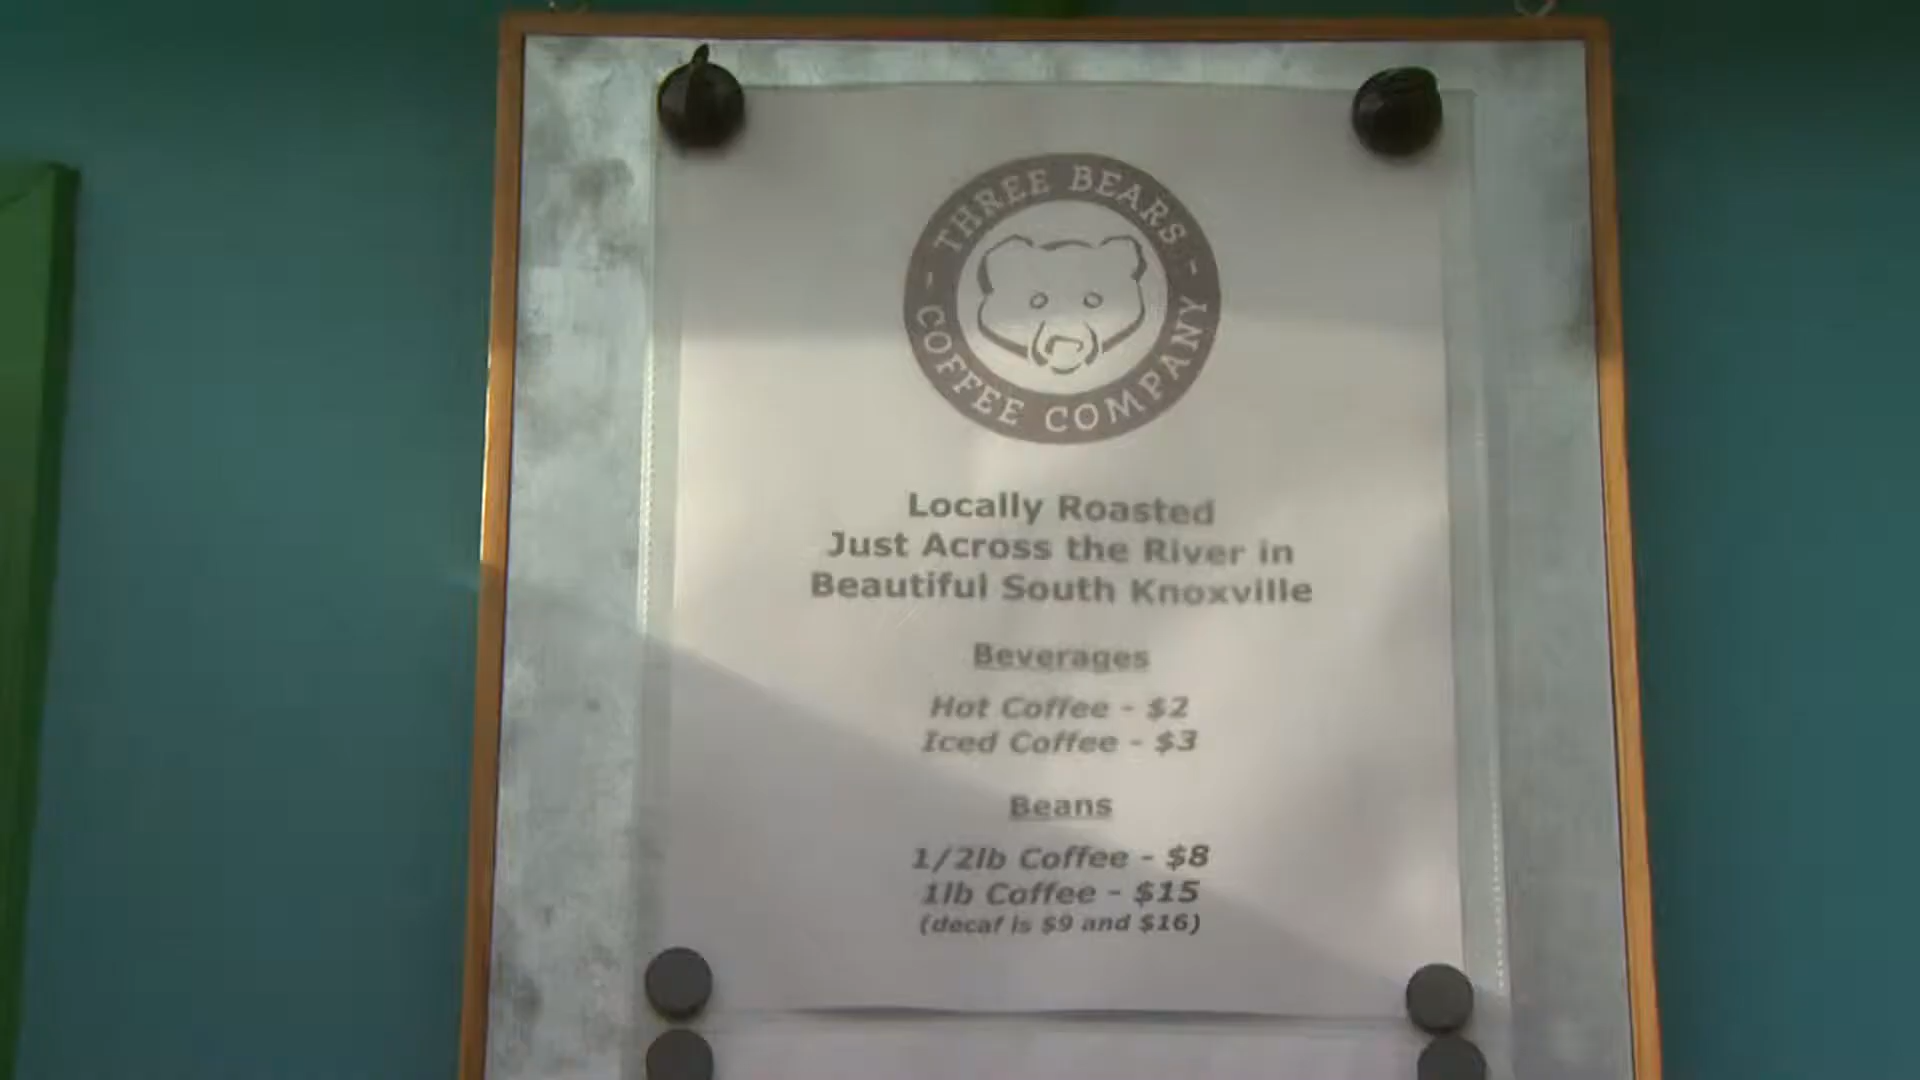 - THREE BEARS -
COFFEE COMPANY
Locally Roasted
Just Across the River in
Beautiful South Knoxville
Beverages
Hot Coffee - $2
Iced Coffee - $3
Beans
1/2lb Coffee - $8
1lb Coffee - $15
(decaf is $9 and $16)